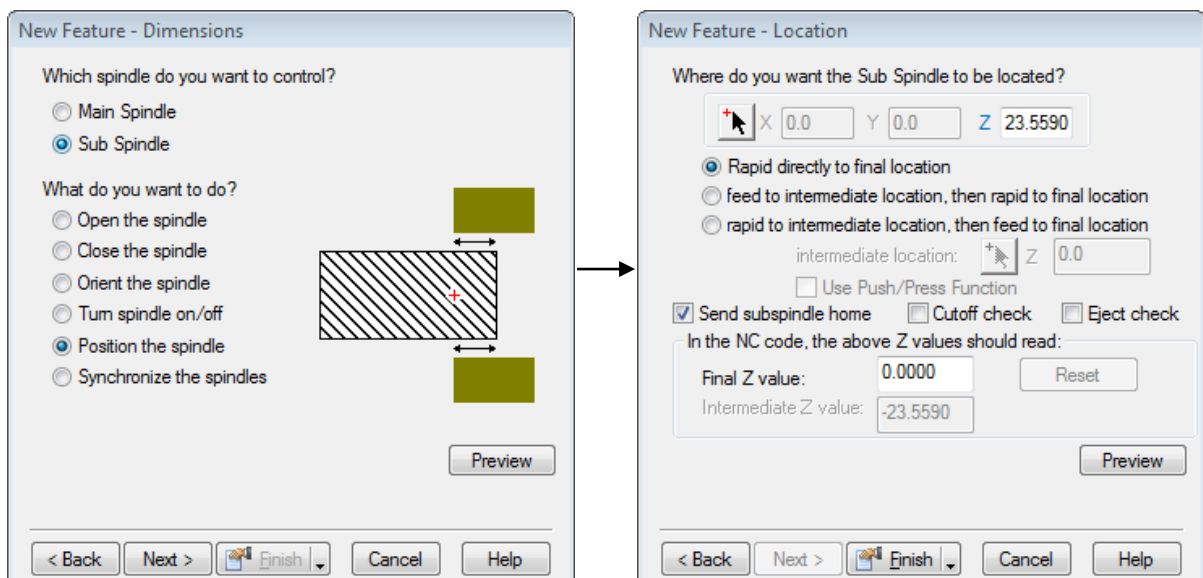 New Feature - Dimensions
Which spindle do you want to control?
Main Spindle
Sub Spindle
What do you want to do?
Open the spindle
Close the spindle
Orient the spindle
Turn spindle on/off
Position the spindle
Synchronize the spindles
Preview
< Back Next > Finish Cancel Help
New Feature - Location
Where do you want the Sub Spindle to be located?
X 0.0 Y 0.0 Z 23.5590
Rapid directly to final location
feed to intermediate location, then rapid to final location
rapid to intermediate location, then feed to final location
intermediate location: Z 0.0
Use Push/Press Function
Send subspindle home Cutoff check Eject check
In the NC code, the above Z values should read:
Final Z value: 0.0000 Reset
Intermediate Z value: -23.5590
Preview
< Back Next > Finish Cancel Help